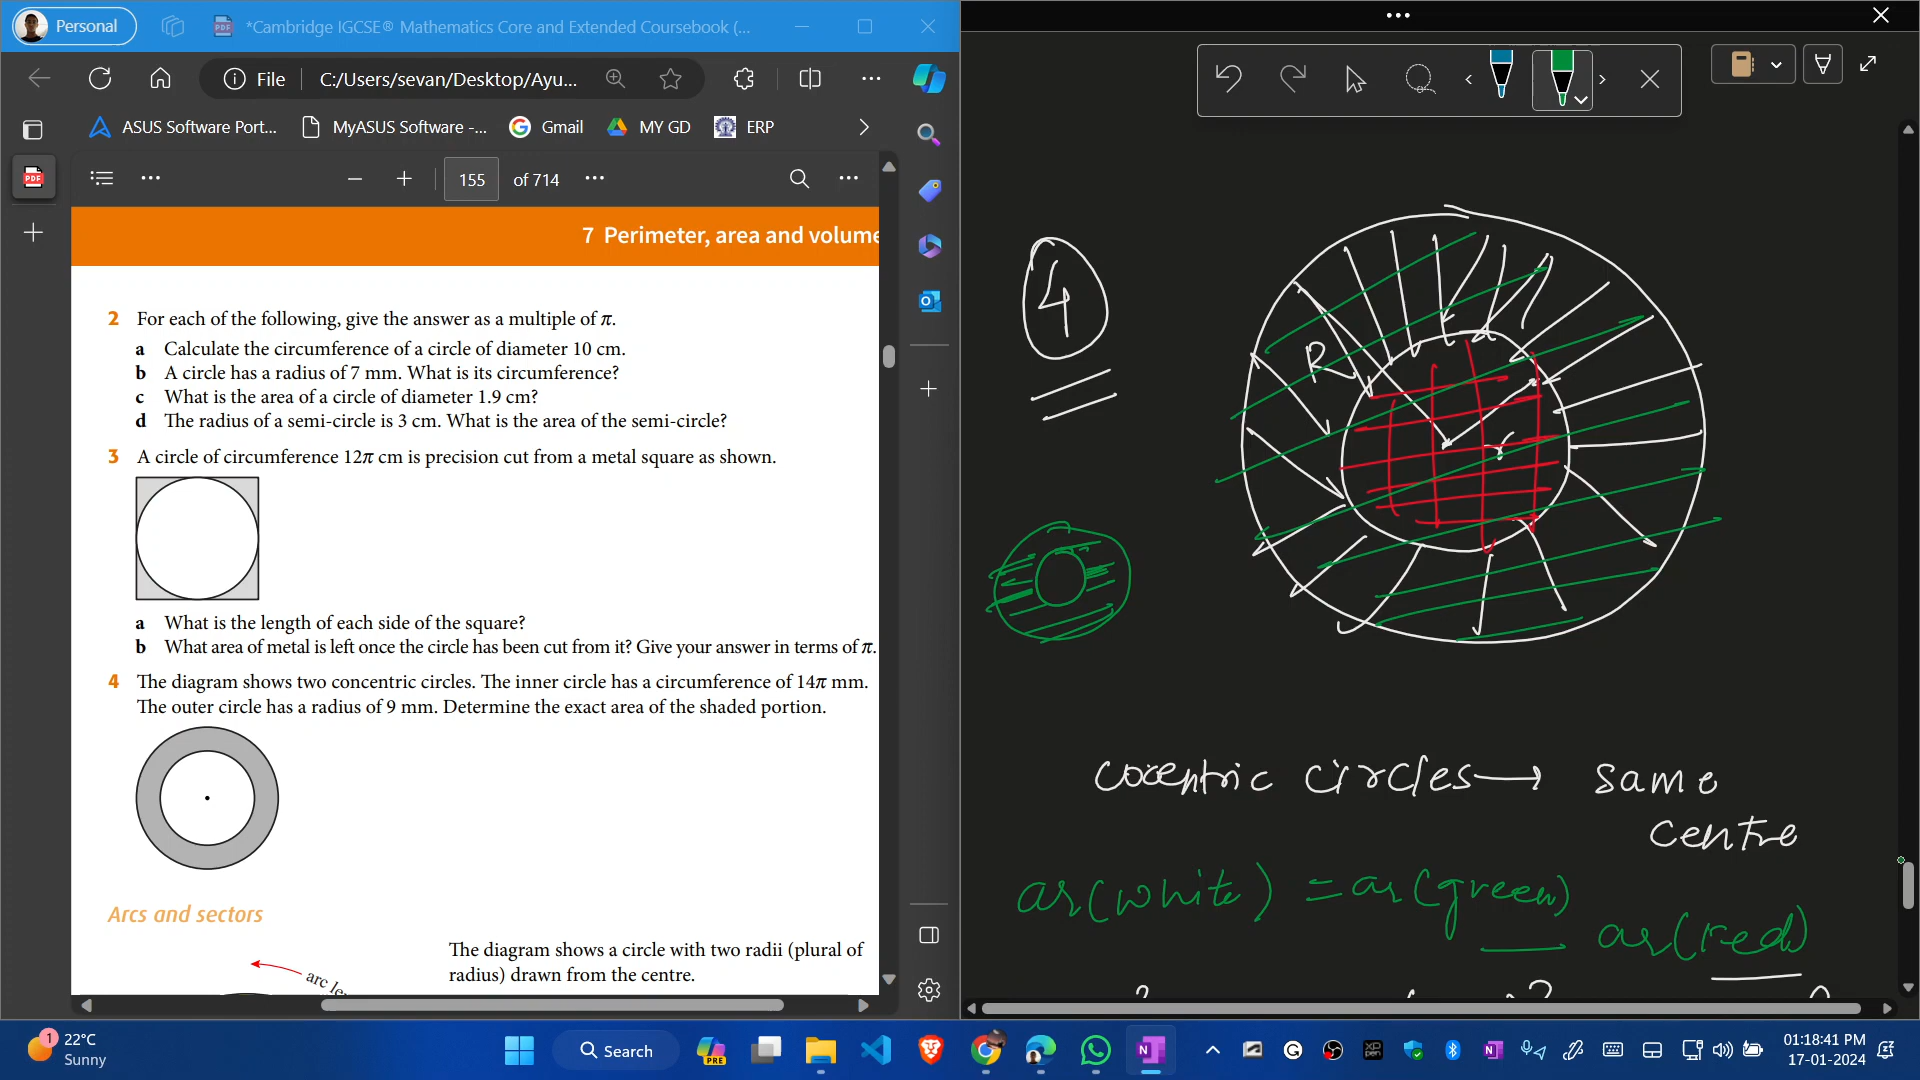 Personal
*Cambridge IGCSE® Mathematics Core and Extended Coursebook (...
File
C:/Users/sevan/Desktop/Ayu...
ASUS Software Port...
MyASUS Software -...
Gmail
MY GD
ERP
155 of 714
7 Perimeter, area and volume
2 For each of the following, give the answer as a multiple of π.
a Calculate the circumference of a circle of diameter 10 cm.
b A circle has a radius of 7 mm. What is its circumference?
c What is the area of a circle of diameter 1.9 cm?
d The radius of a semi-circle is 3 cm. What is the area of the semi-circle?
3 A circle of circumference 12π cm is precision cut from a metal square as shown.
a What is the length of each side of the square?
b What area of metal is left once the circle has been cut from it? Give your answer in terms of π.
4 The diagram shows two concentric circles. The inner circle has a circumference of 14π mm.
The outer circle has a radius of 9 mm. Determine the exact area of the shaded portion.
Arcs and sectors
The diagram shows a circle with two radii (plural of
radius) drawn from the centre.
arc le
4
R
r
cocentric circles → same
centre
ar(white) = ar(green)
— ar(red)
1
22°C
Sunny
Search
PRE
01:18:41 PM
17-01-2024